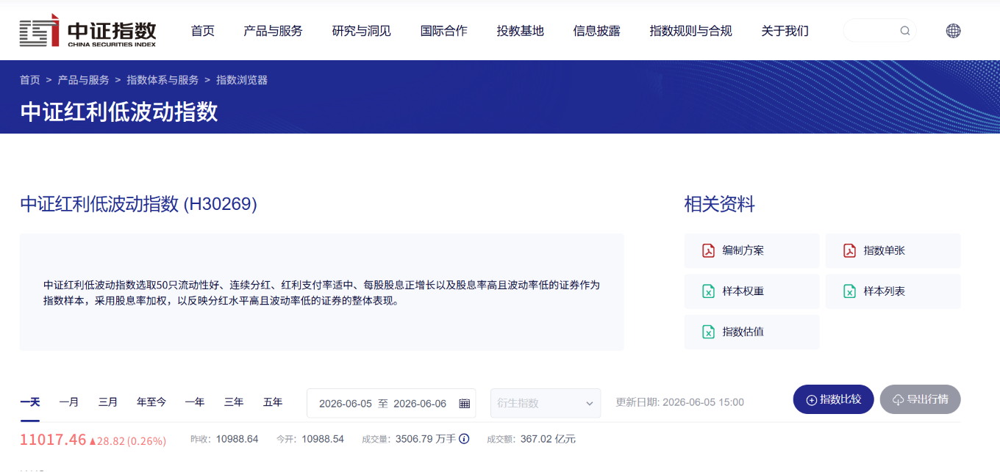 中证指数
CHINA SECURITIES INDEX
首页 产品与服务 研究与洞见 国际合作 投教基地 信息披露 指数规则与合规 关于我们
首页 > 产品与服务 > 指数体系与服务 > 指数浏览器
中证红利低波动指数
中证红利低波动指数 (H30269)
相关资料
中证红利低波动指数选取50只流动性好、连续分红、红利支付率适中、每股股息正增长以及股息率高且波动率低的证券作为
指数样本，采用股息率加权，以反映分红水平高且波动率低的证券的整体表现。
编制方案 指数单张
样本权重 样本列表
指数估值
一天 一月 三月 年至今 一年 三年 五年 2026-06-05 至 2026-06-06 衍生指数 更新日期: 2026-06-05 15:00 指数比较 导出行情
11017.46 ▲28.82 (0.26%) 昨收: 10988.64 今开: 10988.54 成交量: 3506.79 万手 成交额: 367.02 亿元